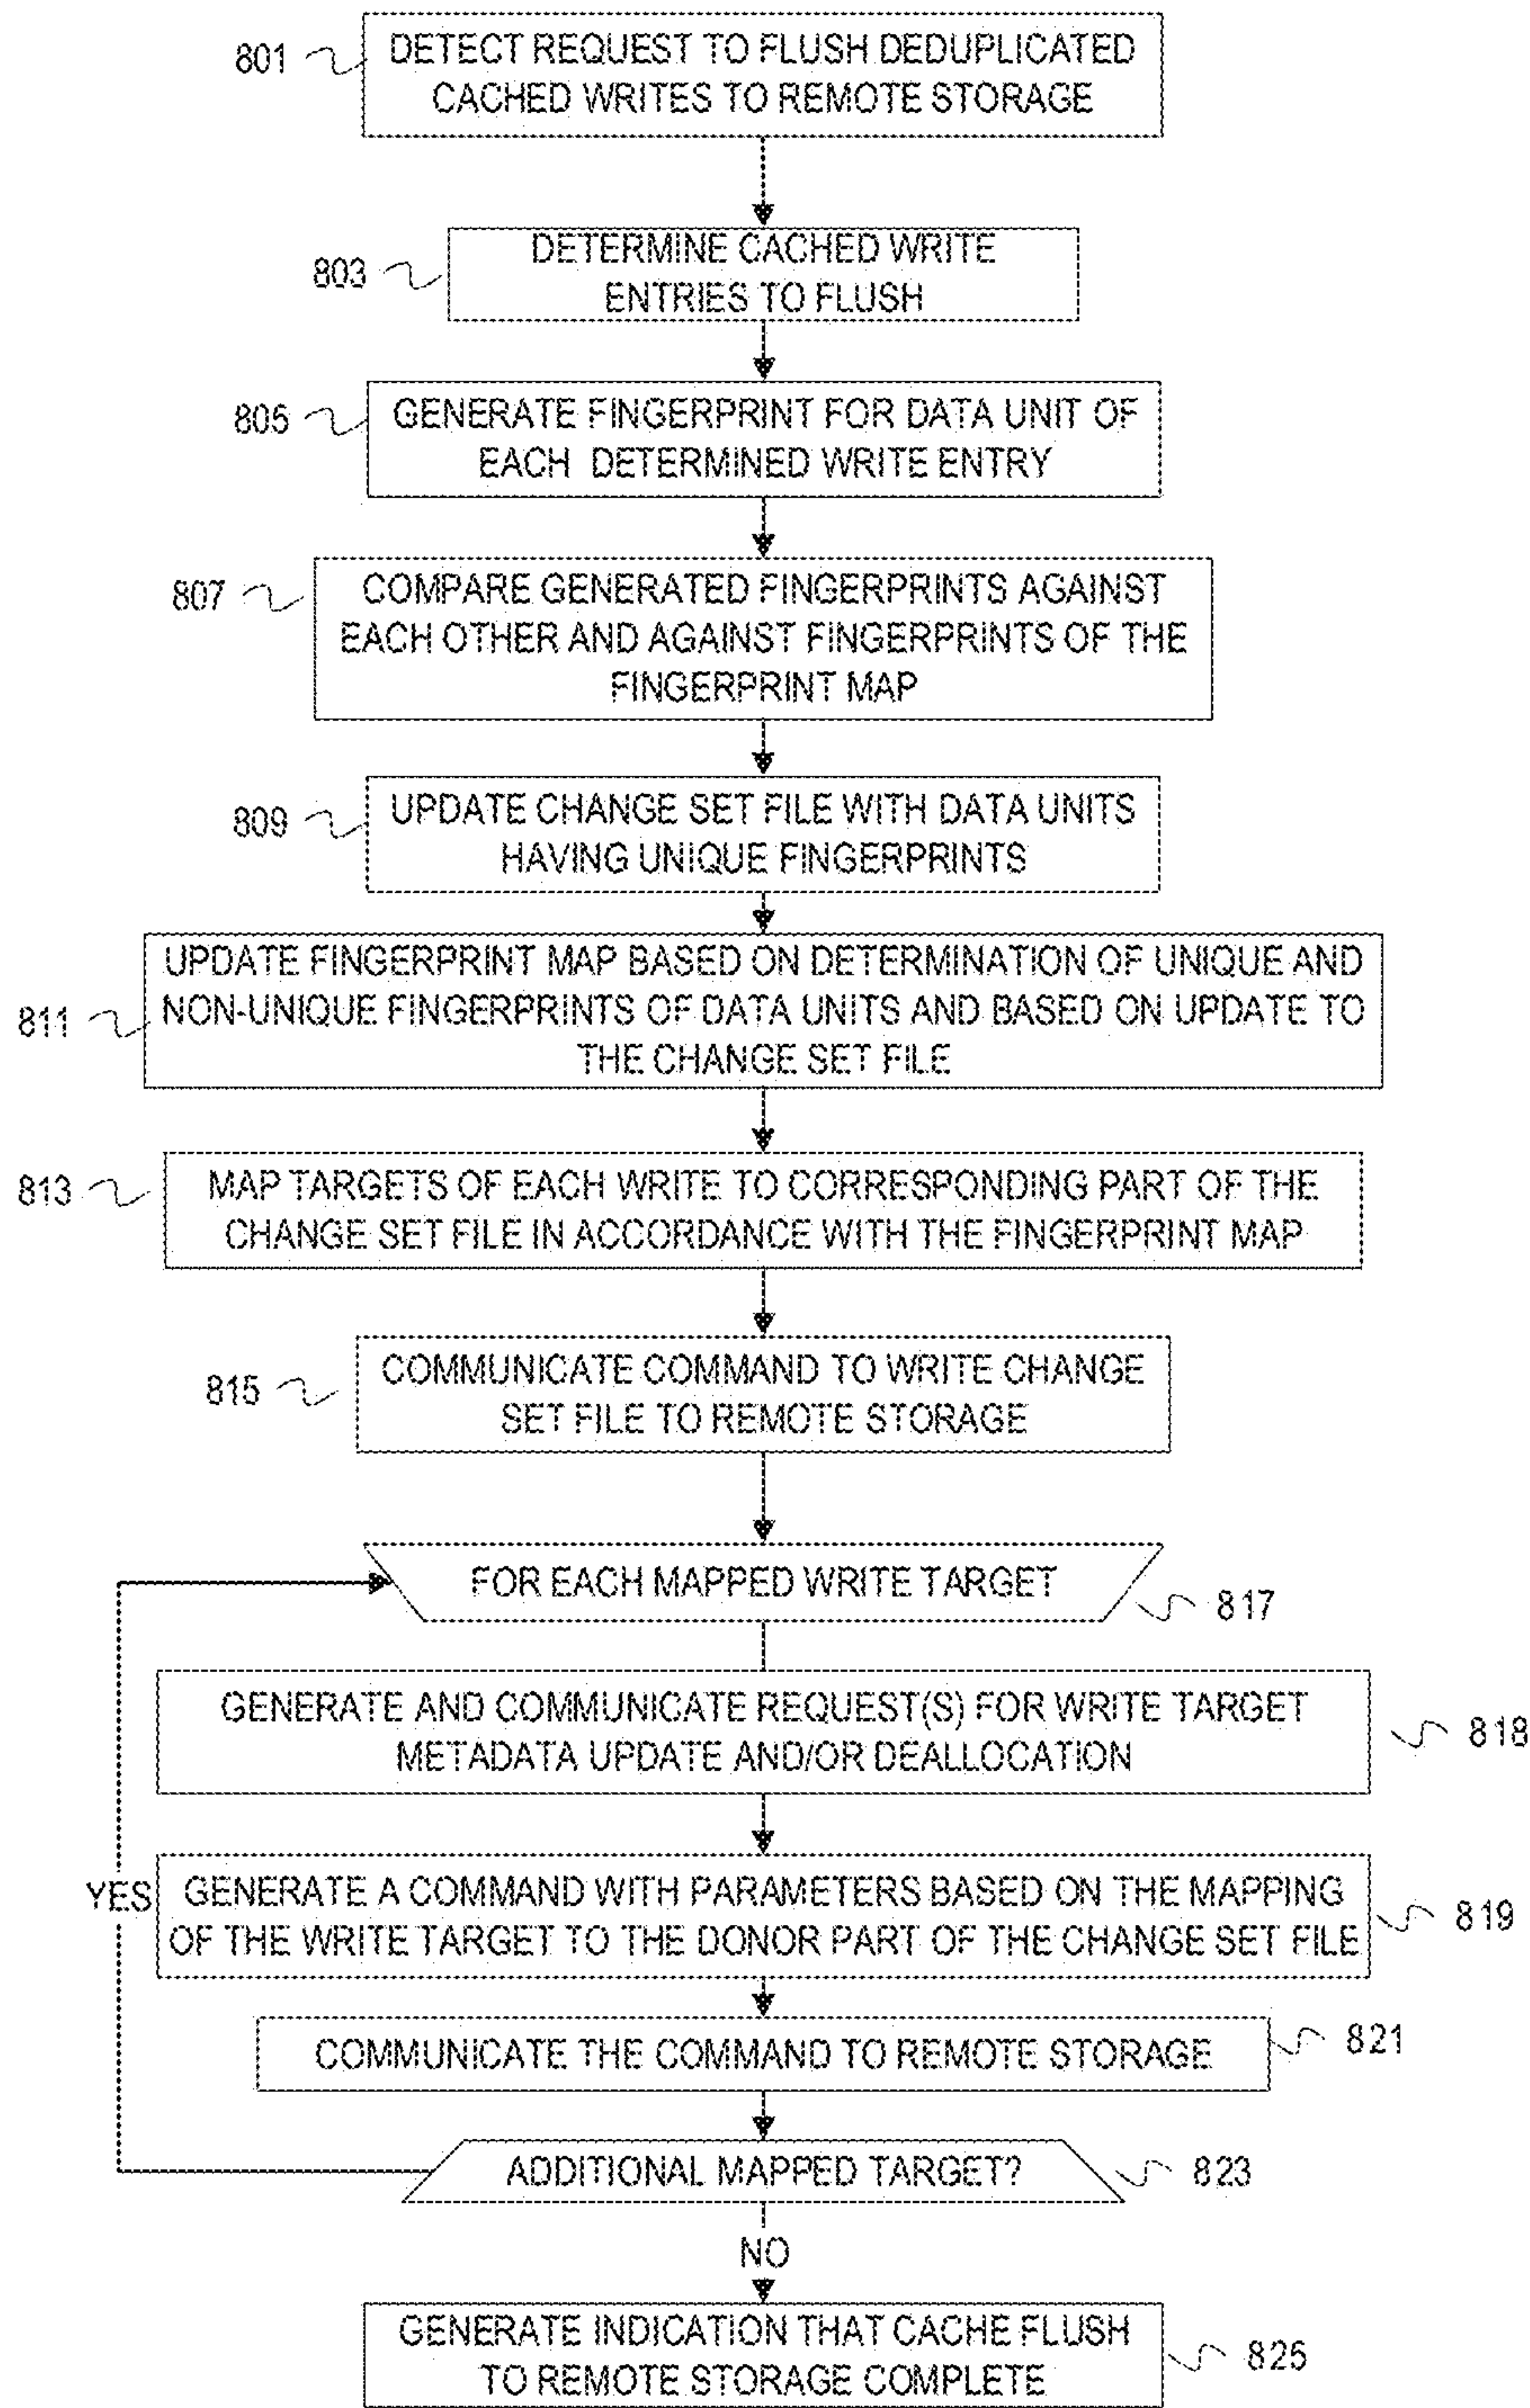 801
DETECT REQUEST TO FLUSH DEDUPLICATED
CACHED WRITES TO REMOTE STORAGE
803
DETERMINE CACHED WRITE
ENTRIES TO FLUSH
805
GENERATE FINGERPRINT FOR DATA UNIT OF
EACH DETERMINED WRITE ENTRY
807
COMPARE GENERATED FINGERPRINTS AGAINST
EACH OTHER AND AGAINST FINGERPRINTS OF THE
FINGERPRINT MAP
809
UPDATE CHANGE SET FILE WITH DATA UNITS
HAVING UNIQUE FINGERPRINTS
811
UPDATE FINGERPRINT MAP BASED ON DETERMINATION OF UNIQUE AND
NON-UNIQUE FINGERPRINTS OF DATA UNITS AND BASED ON UPDATE TO
THE CHANGE SET FILE
813
MAP TARGETS OF EACH WRITE TO CORRESPONDING PART OF THE
CHANGE SET FILE IN ACCORDANCE WITH THE FINGERPRINT MAP
815
COMMUNICATE COMMAND TO WRITE CHANGE
SET FILE TO REMOTE STORAGE
FOR EACH MAPPED WRITE TARGET
817
GENERATE AND COMMUNICATE REQUEST(S) FOR WRITE TARGET
METADATA UPDATE AND/OR DEALLOCATION
818
YES
GENERATE A COMMAND WITH PARAMETERS BASED ON THE MAPPING
OF THE WRITE TARGET TO THE DONOR PART OF THE CHANGE SET FILE
819
COMMUNICATE THE COMMAND TO REMOTE STORAGE
821
ADDITIONAL MAPPED TARGET?
823
NO
GENERATE INDICATION THAT CACHE FLUSH
TO REMOTE STORAGE COMPLETE
825